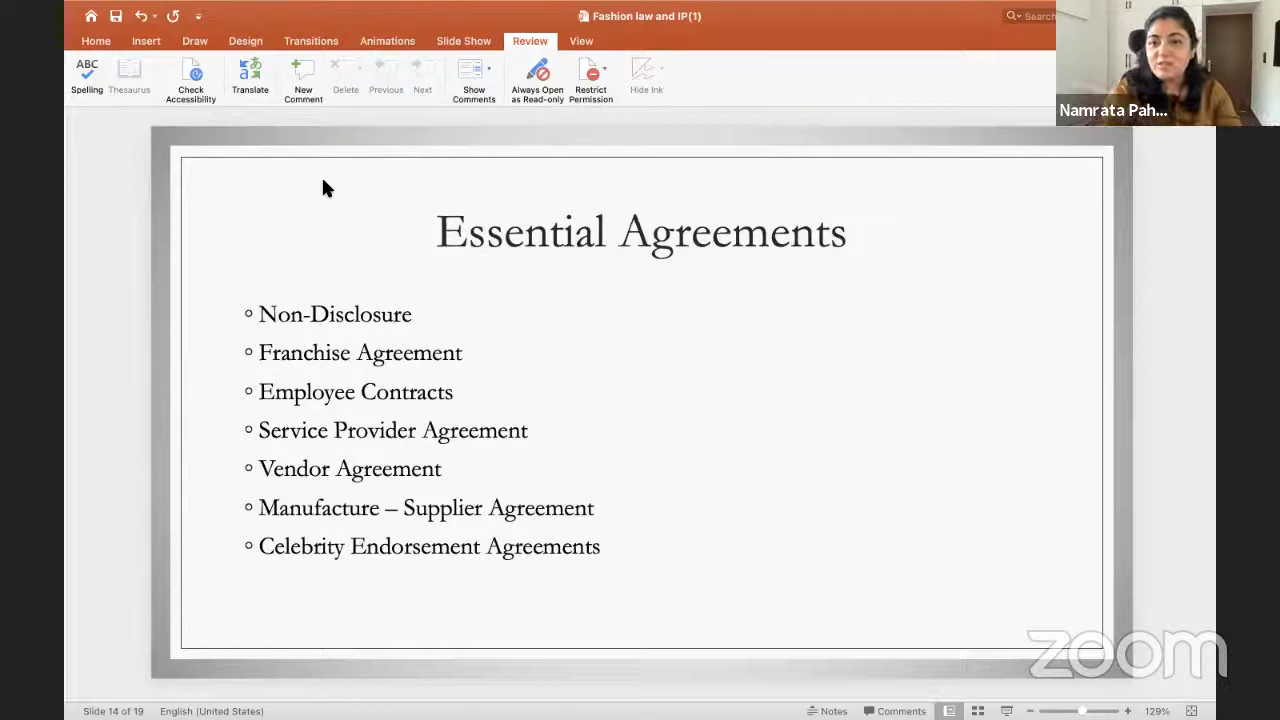 Fashion law and IP(1)
Search
Home Insert Draw Design Transitions Animations Slide Show Review View
ABC
Spelling Thesaurus Check Accessibility Translate New Comment Delete Previous Next Show Comments Always Open as Read-only Restrict Permission Hide Ink
Namrata Pah...
Essential Agreements
Non-Disclosure
Franchise Agreement
Employee Contracts
Service Provider Agreement
Vendor Agreement
Manufacture – Supplier Agreement
Celebrity Endorsement Agreements
zoom
Slide 14 of 19 English (United States) Notes Comments 129%